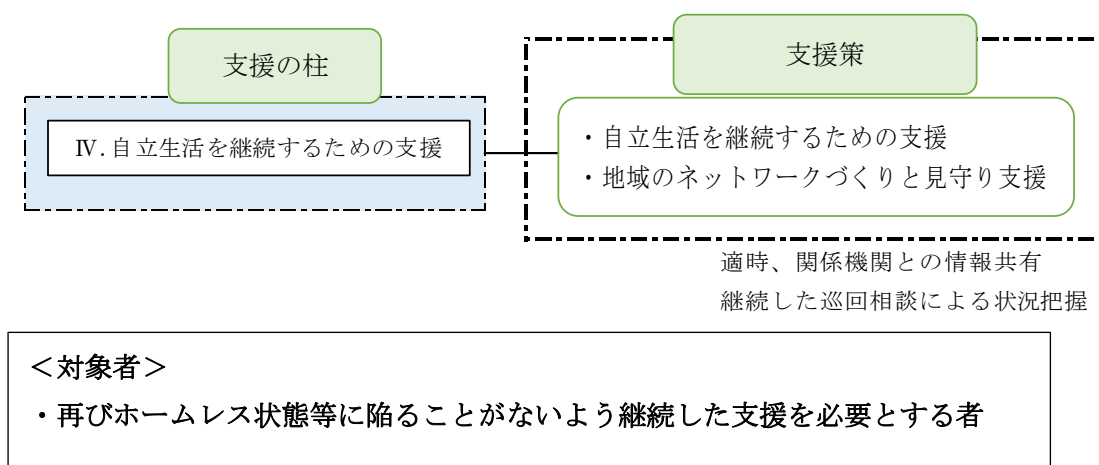 支援の柱
支援策
Ⅳ.自立生活を継続するための支援
・自立生活を継続するための支援
・地域のネットワークづくりと見守り支援
適時、関係機関との情報共有
継続した巡回相談による状況把握
＜対象者＞
・再びホームレス状態等に陥ることがないよう継続した支援を必要とする者